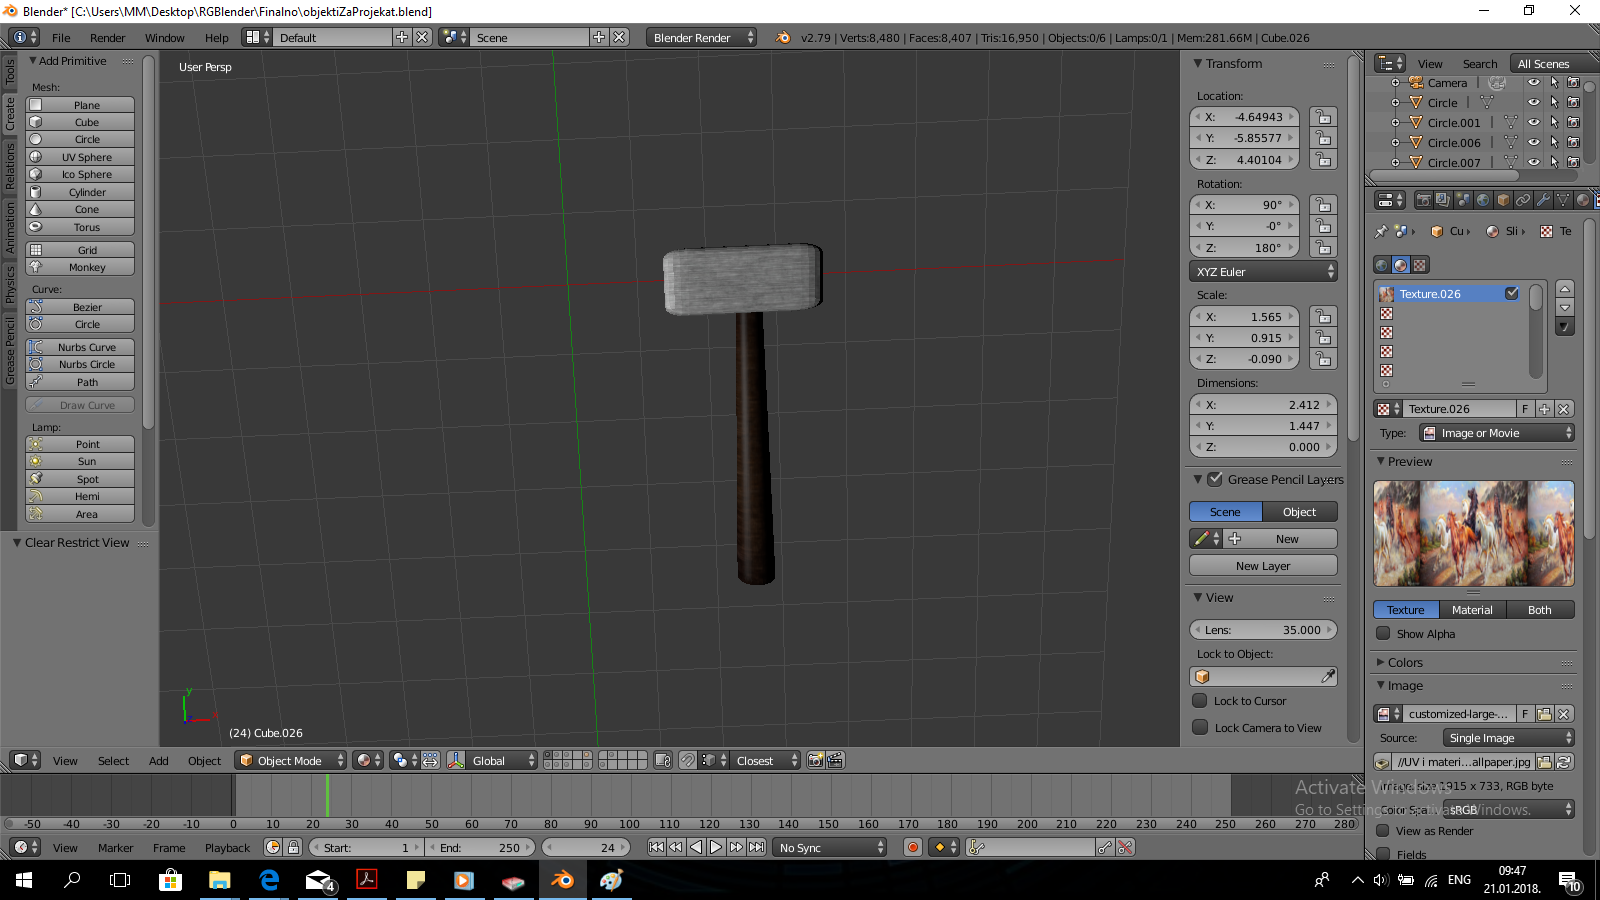 Blender* [C:\Users\MM\Desktop\RGBlender\Finalno\objektiZaProjekat.blend]
File Render Window Help Default Scene Blender Render v2.79 | Verts:8,480 | Faces:8,407 | Tris:16,950 | Objects:0/6 | Lamps:0/1 | Mem:281.66M | Cube.026
Tools
Create
Relations
Animation
Physics
Grease Pencil
Add Primitive
Mesh:
Plane
Cube
Circle
UV Sphere
Ico Sphere
Cylinder
Cone
Torus
Grid
Monkey
Curve:
Bezier
Circle
Nurbs Curve
Nurbs Circle
Path
Draw Curve
Lamp:
Point
Sun
Spot
Hemi
Area
Clear Restrict View
User Persp
y
x
(24) Cube.026
Transform
Location:
X: -4.64943
Y: -5.85577
Z: 4.40104
Rotation:
X: 90°
Y: -0°
Z: 180°
XYZ Euler
Scale:
X: 1.565
Y: 0.915
Z: -0.090
Dimensions:
X: 2.412
Y: 1.447
Z: 0.000
Grease Pencil Layers
Scene Object
New
New Layer
View
Lens: 35.000
Lock to Object:
Lock to Cursor
Lock Camera to View
View Search All Scenes
Camera
Circle
Circle.001
Circle.006
Circle.007
Cu Sli Te
Texture.026
Texture.026 F
Type: Image or Movie
Preview
Texture Material Both
Show Alpha
Colors
Image
customized-large-... F
Source: Single Image
//UV i materi...allpaper.jpg
Image: size 1915 x 733, RGB byte
Color Spa sRGB
View as Render
Fields
Activate Windows
Go to Settings to activate Windows.
View Select Add Object Object Mode Global Closest
-50 -40 -30 -20 -10 0 10 20 30 40 50 60 70 80 90 100 110 120 130 140 150 160 170 180 190 200 210 220 230 240 250 260 270 280
View Marker Frame Playback Start: 1 End: 250 24 No Sync
4
ENG
09:47
21.01.2018.
10